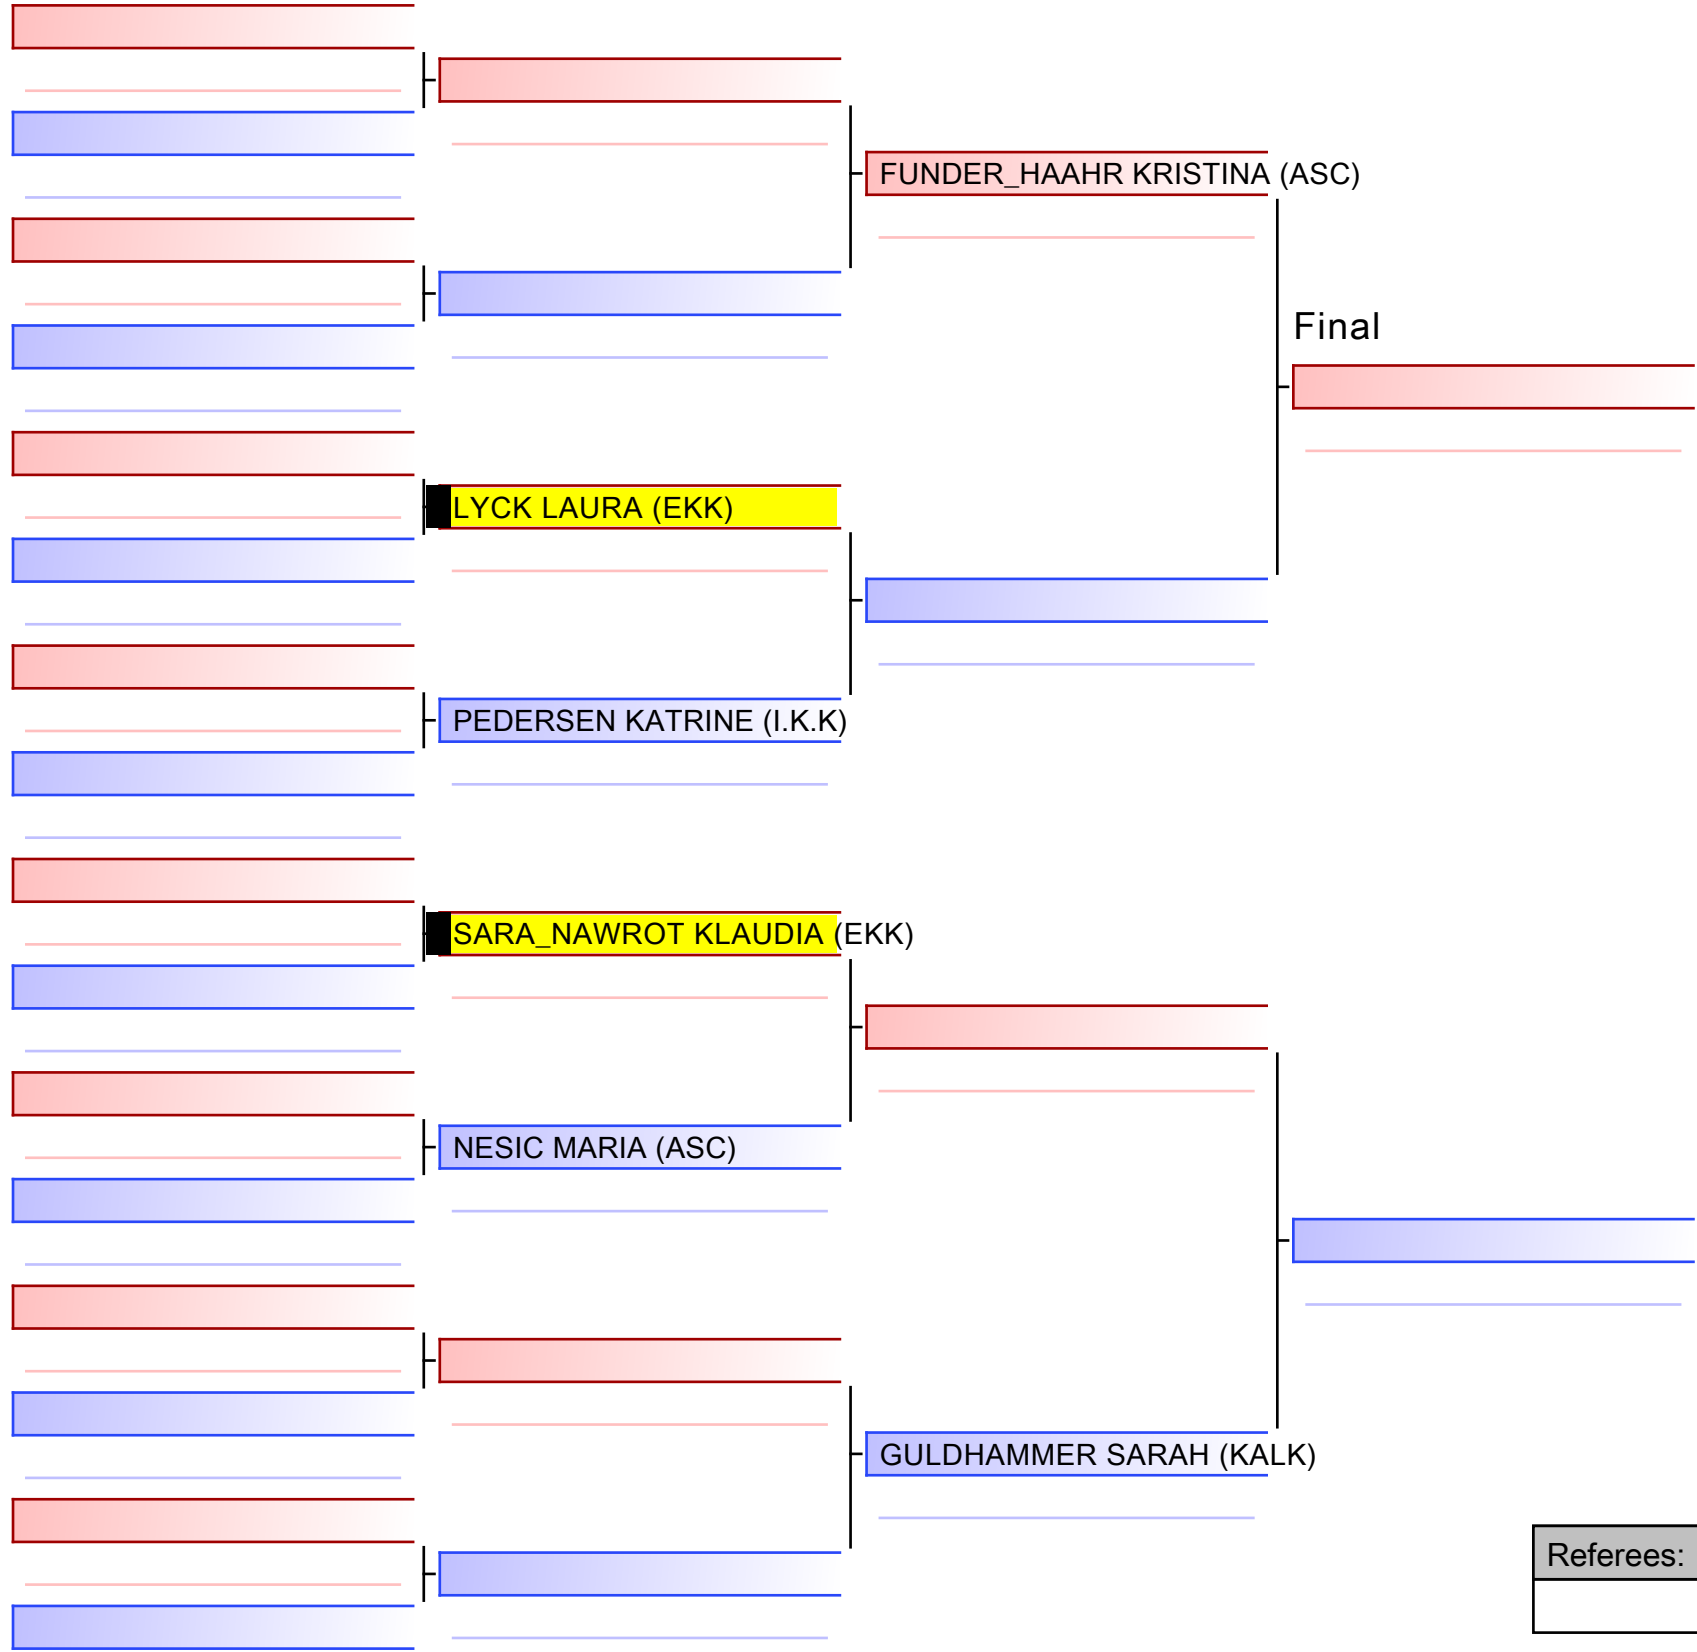 FUNDER_HAAHR KRISTINA (ASC)
Final
LYCK LAURA (EKK)
PEDERSEN KATRINE (I.K.K)
SARA_NAWROT KLAUDIA (EKK)
NESIC MARIA (ASC)
GULDHAMMER SARAH (KALK)
Referees: